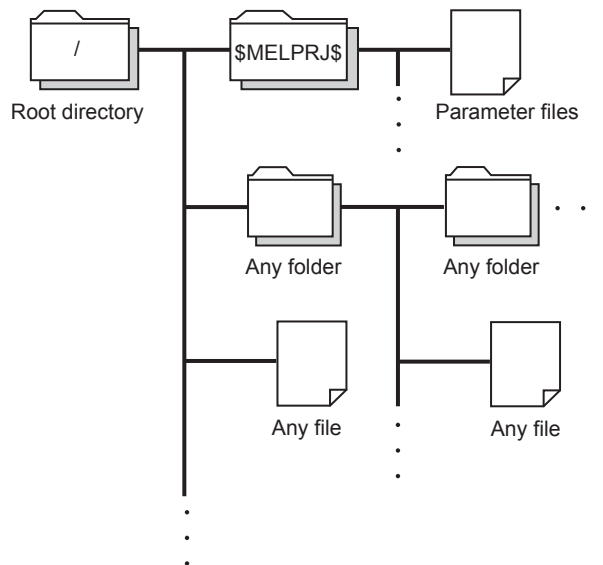 /
$MELPRJ$
Root directory
Parameter files
Any folder
Any folder
Any file
Any file